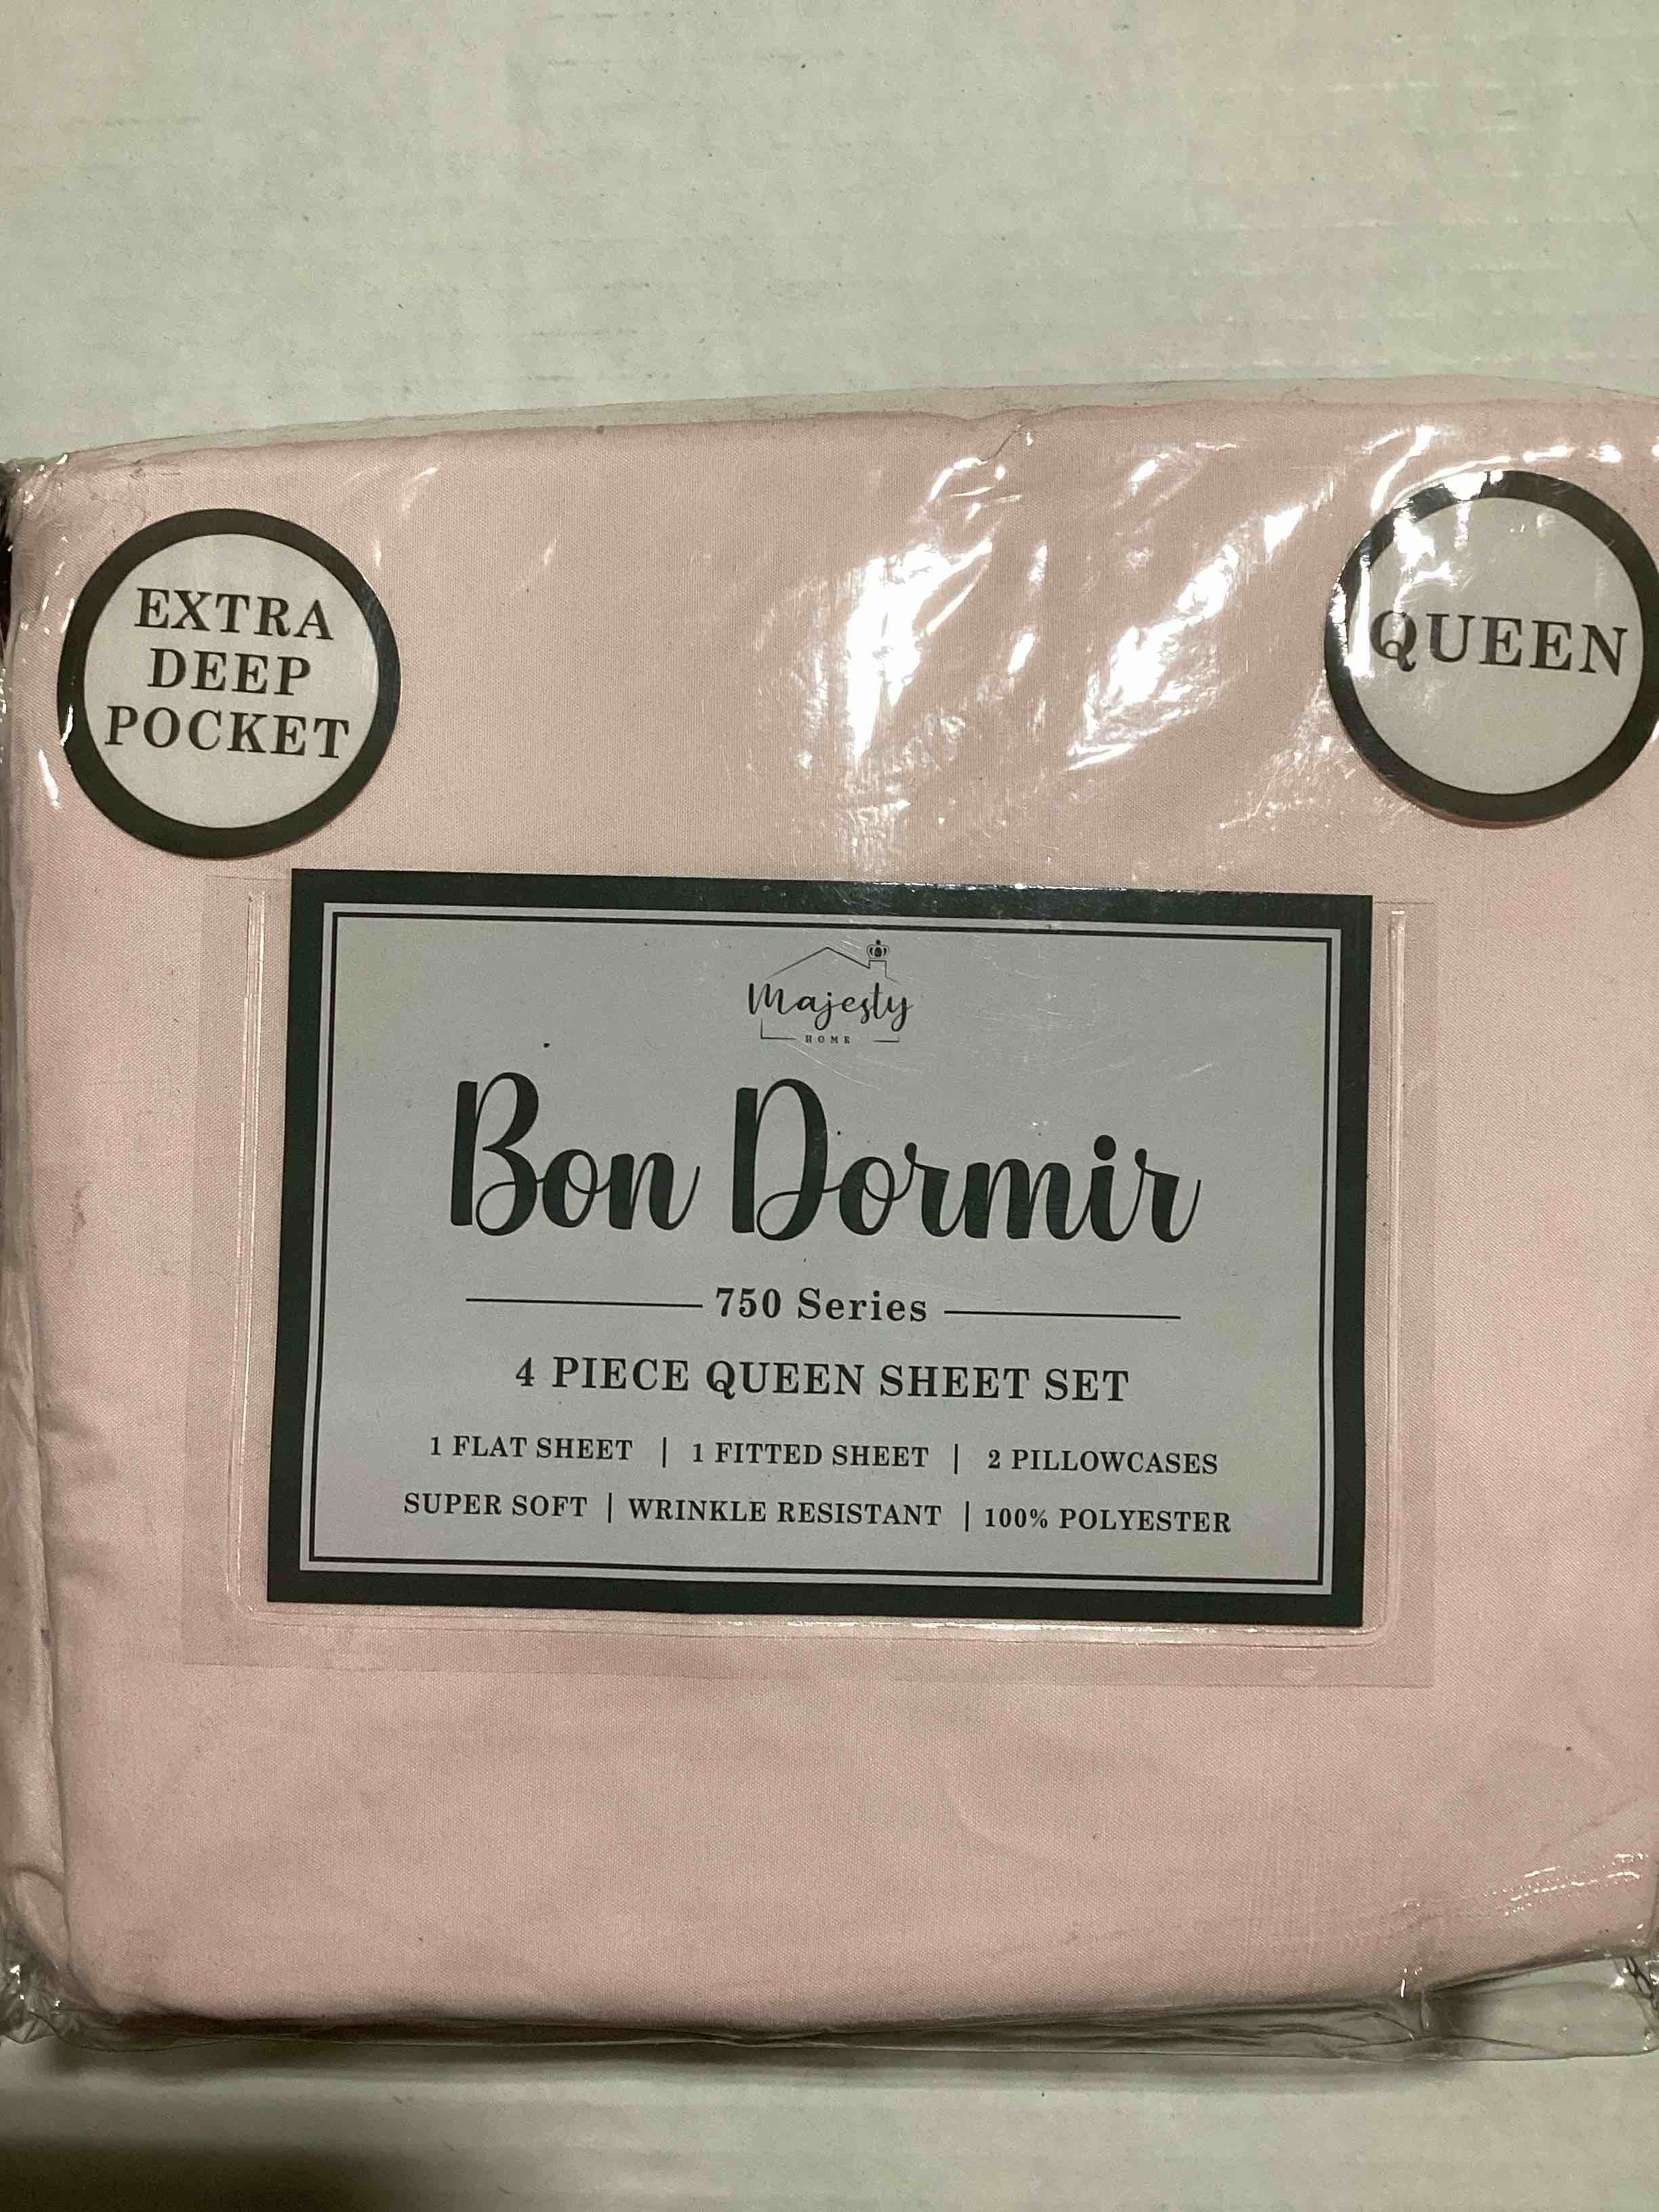 EXTRA
DEEP
POCKET
QUEEN
Majesty
HOME
Bon Dormir
750 Series
4 PIECE QUEEN SHEET SET
1 FLAT SHEET | 1 FITTED SHEET | 2 PILLOWCASES
SUPER SOFT | WRINKLE RESISTANT | 100% POLYESTER